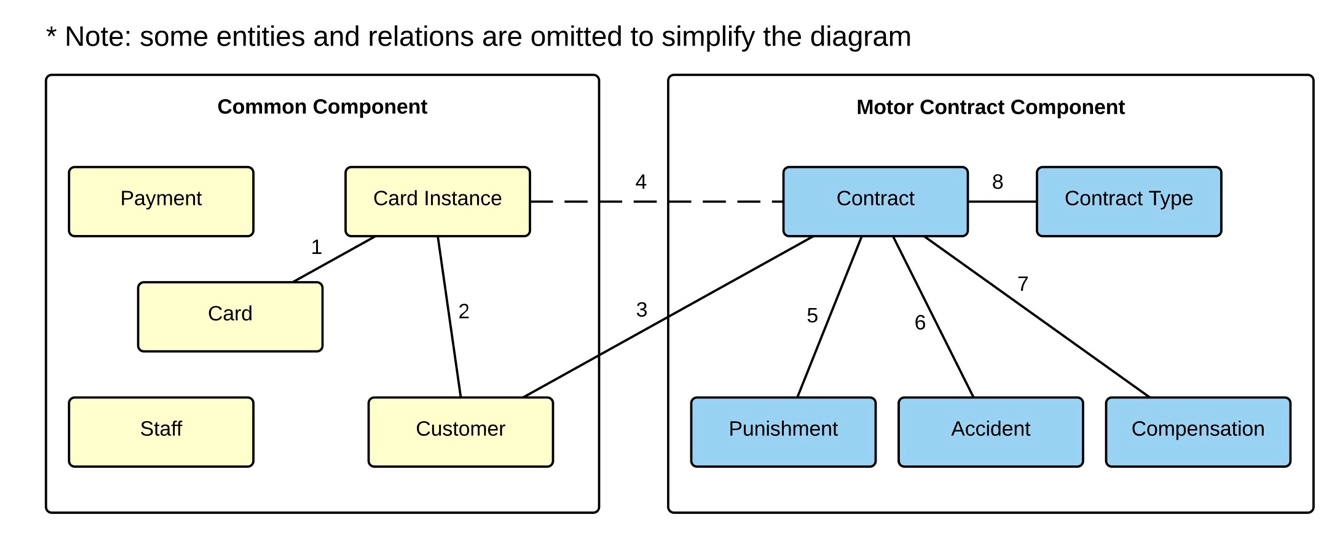 * Note: some entities and relations are omitted to simplify the diagram
Common Component
Motor Contract Component
Payment
Card Instance
4
Contract
8
Contract Type
1
Card
2
3
5
6
7
Staff
Customer
Punishment
Accident
Compensation